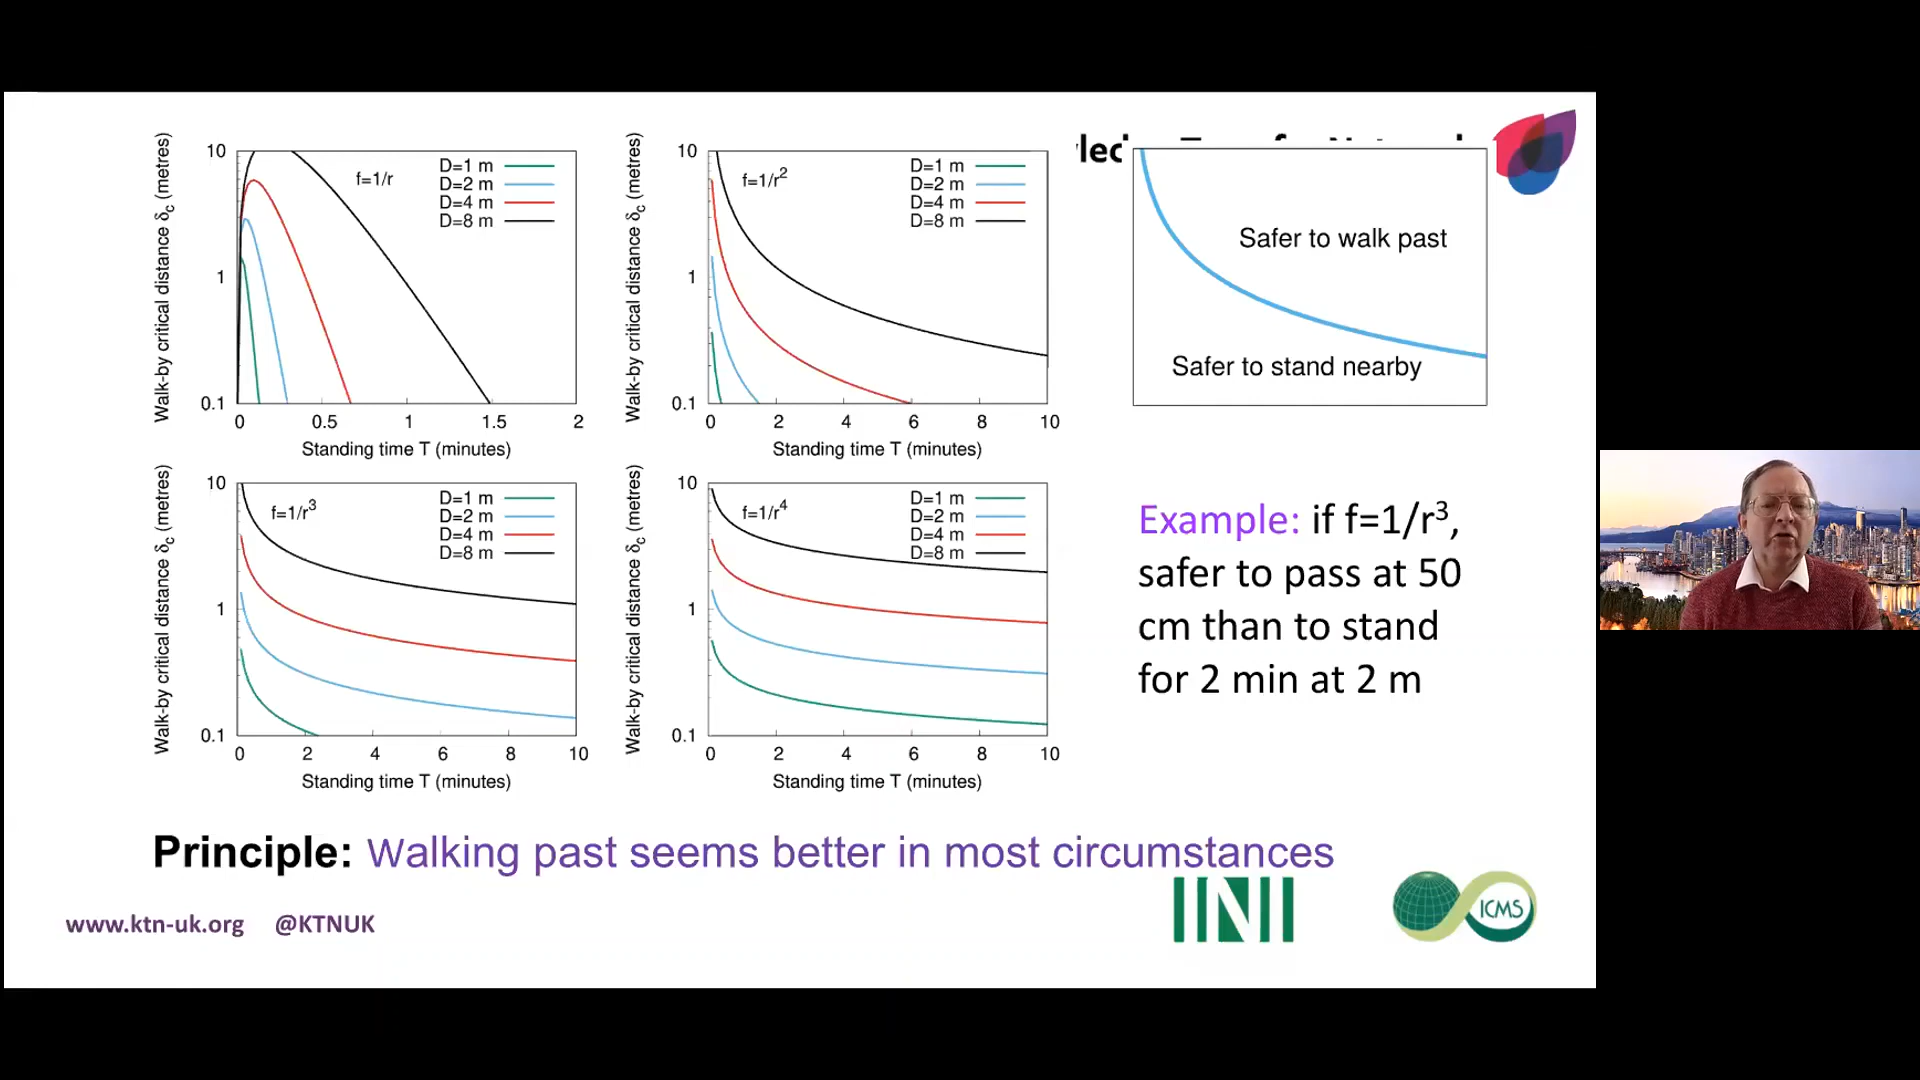 10
1
0.1
Walk-by critical distance δc (metres)
f=1/r
D=1 m
D=2 m
D=4 m
D=8 m
0 0.5 1 1.5 2
Standing time T (minutes)
10
1
0.1
Walk-by critical distance δc (metres)
f=1/r²
D=1 m
D=2 m
D=4 m
D=8 m
0 2 4 6 8 10
Standing time T (minutes)
Safer to walk past
Safer to stand nearby
10
1
0.1
Walk-by critical distance δc (metres)
f=1/r³
D=1 m
D=2 m
D=4 m
D=8 m
0 2 4 6 8 10
Standing time T (minutes)
10
1
0.1
Walk-by critical distance δc (metres)
f=1/r⁴
D=1 m
D=2 m
D=4 m
D=8 m
0 2 4 6 8 10
Standing time T (minutes)
Example: if f=1/r³,
safer to pass at 50
cm than to stand
for 2 min at 2 m
Principle: Walking past seems better in most circumstances
www.ktn-uk.org @KTNUK
INI
ICMS